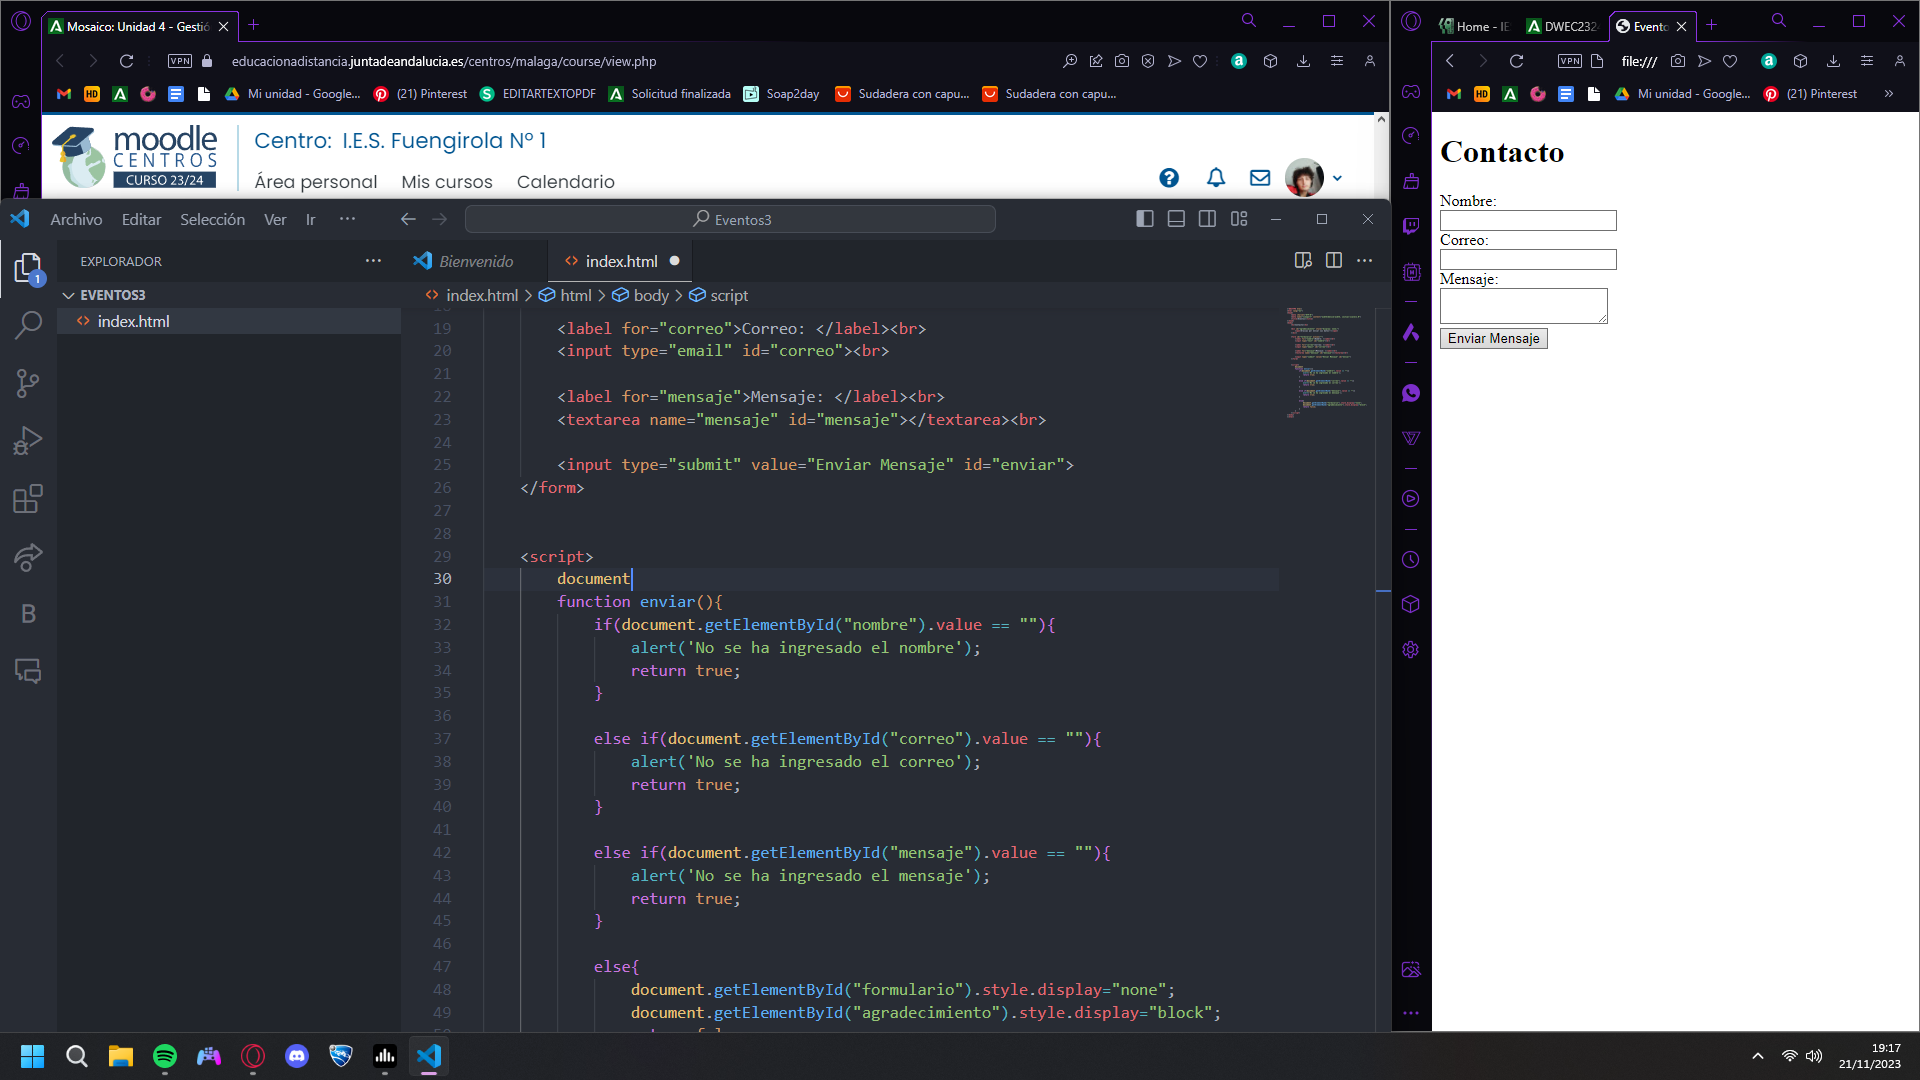 Mosaico: Unidad 4 - Gesti
VPN
educacionadistancia.juntadeandalucia.es/centros/malaga/course/view.php
HD
Mi unidad - Google...
(21) Pinterest
EDITARTEXTOPDF
Solicitud finalizada
Soap2day
Sudadera con capu...
Sudadera con capu...
moodle
CENTROS
CURSO 23/24
Centro: I.E.S. Fuengirola Nº 1
Área personal
Mis cursos
Calendario
Archivo
Editar
Selección
Ver
Ir
Eventos3
EXPLORADOR
1
EVENTOS3
index.html
Bienvenido
index.html
index.html > html > body > script
19 <label for="correo">Correo: </label><br>
20 <input type="email" id="correo"><br>
21
22 <label for="mensaje">Mensaje: </label><br>
23 <textarea name="mensaje" id="mensaje"></textarea><br>
24
25 <input type="submit" value="Enviar Mensaje" id="enviar">
26 </form>
27
28
29 <script>
30 document
31 function enviar(){
32 if(document.getElementById("nombre").value == ""){
33 alert('No se ha ingresado el nombre');
34 return true;
35 }
36
37 else if(document.getElementById("correo").value == ""){
38 alert('No se ha ingresado el correo');
39 return true;
40 }
41
42 else if(document.getElementById("mensaje").value == ""){
43 alert('No se ha ingresado el mensaje');
44 return true;
45 }
46
47 else{
48 document.getElementById("formulario").style.display="none";
49 document.getElementById("agradecimiento").style.display="block";
Home - IE
DWEC232
Evento
VPN
file:///
HD
Mi unidad - Google...
(21) Pinterest
Contacto
Nombre:
Correo:
Mensaje:
Enviar Mensaje
19:17
21/11/2023